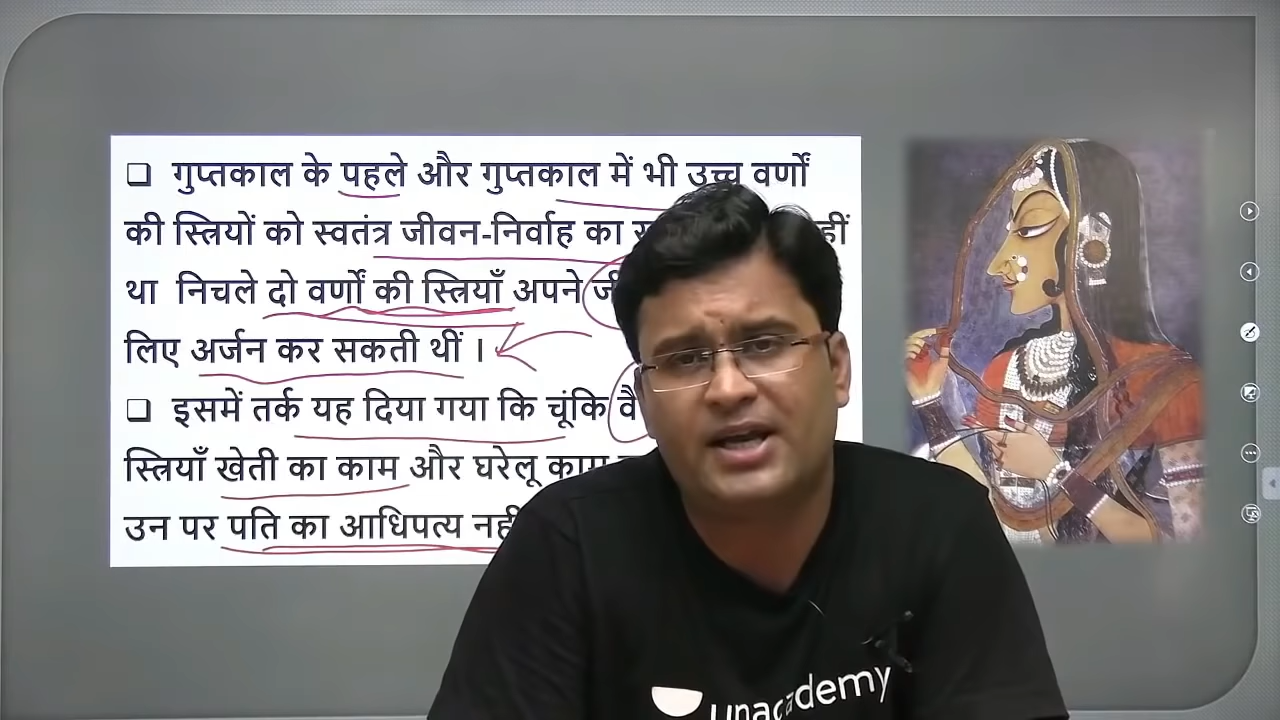 ❑ गुप्तकाल के पहले और गुप्तकाल में भी उच्च वर्णों
की स्त्रियों को स्वतंत्र जीवन-निर्वाह का
था निचले दो वर्णों की स्त्रियाँ अपने
लिए अर्जन कर सकती थीं ।
❑ इसमें तर्क यह दिया गया कि चूंकि
स्त्रियाँ खेती का काम और घरेलू काम
उन पर पति का आधिपत्य
unacademy